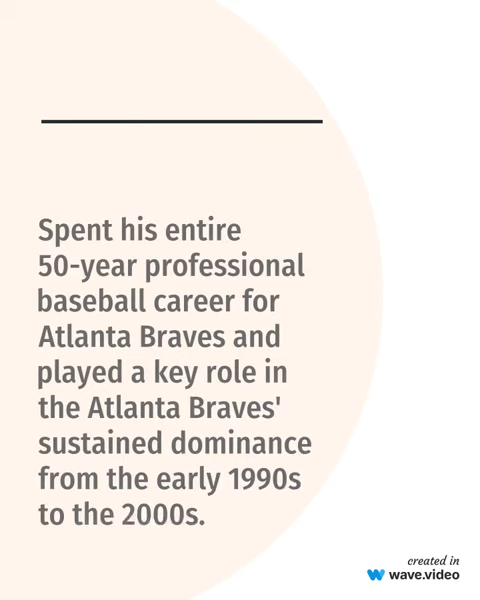 Spent his entire
50-year professional
baseball career for
Atlanta Braves and
played a key role in
the Atlanta Braves'
sustained dominance
from the early 1990s
to the 2000s.
created in
wave.video